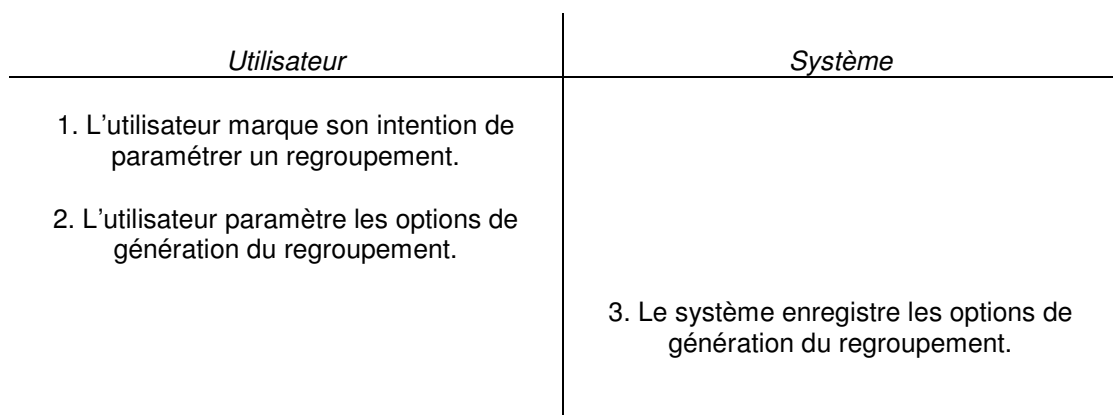 Utilisateur
Système
1. L'utilisateur marque son intention de
paramétrer un regroupement.
2. L'utilisateur paramètre les options de
génération du regroupement.
3. Le système enregistre les options de
génération du regroupement.